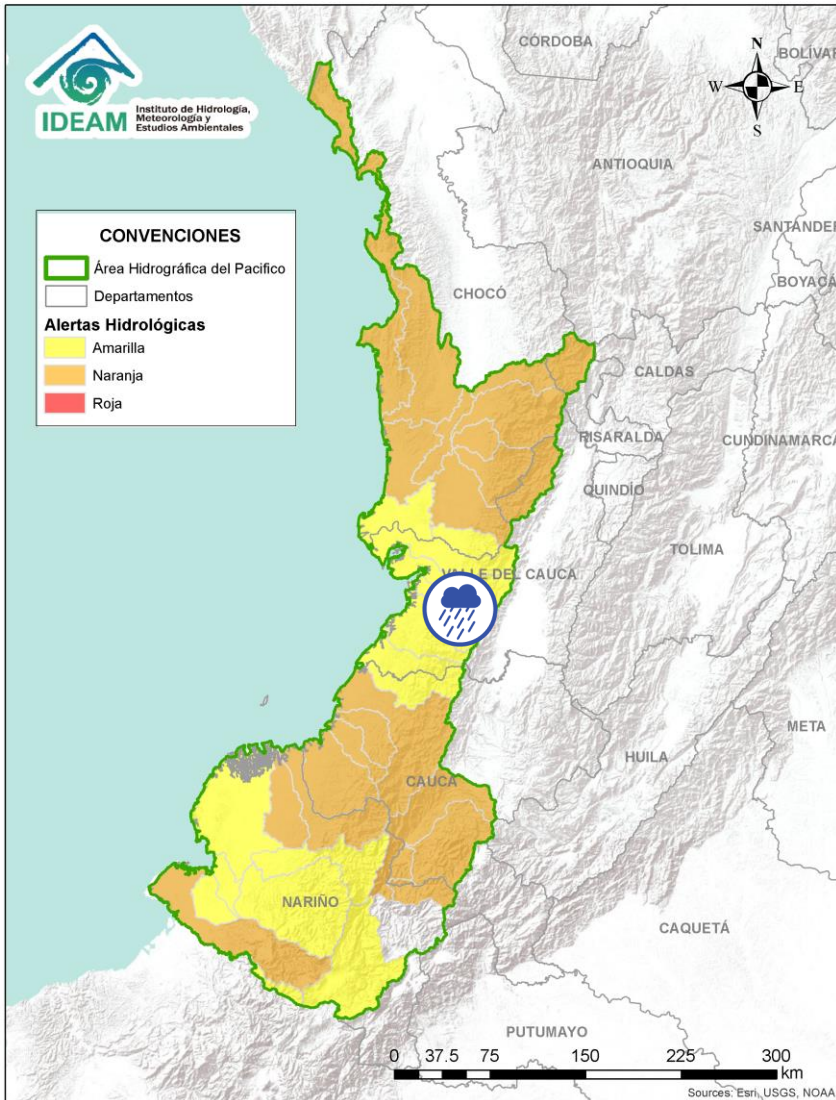 IDEAM
Instituto de Hidrología,
Meteorología y
Estudios Ambientales
CONVENCIONES
Área Hidrográfica del Pacifico
Departamentos
Alertas Hidrológicas
Amarilla
Naranja
Roja
N
W
E
S
CÓRDOBA
BOLÍVAR
ANTIOQUIA
SANTANDER
BOYACÁ
CHOCÓ
CALDAS
RISARALDA
CUNDINAMARCA
QUINDÍO
TOLIMA
VALLE DEL CAUCA
META
HUILA
CAUCA
NARIÑO
CAQUETÁ
PUTUMAYO
0 37.5 75 150 225 300
km
Sources: Esri, USGS, NOAA